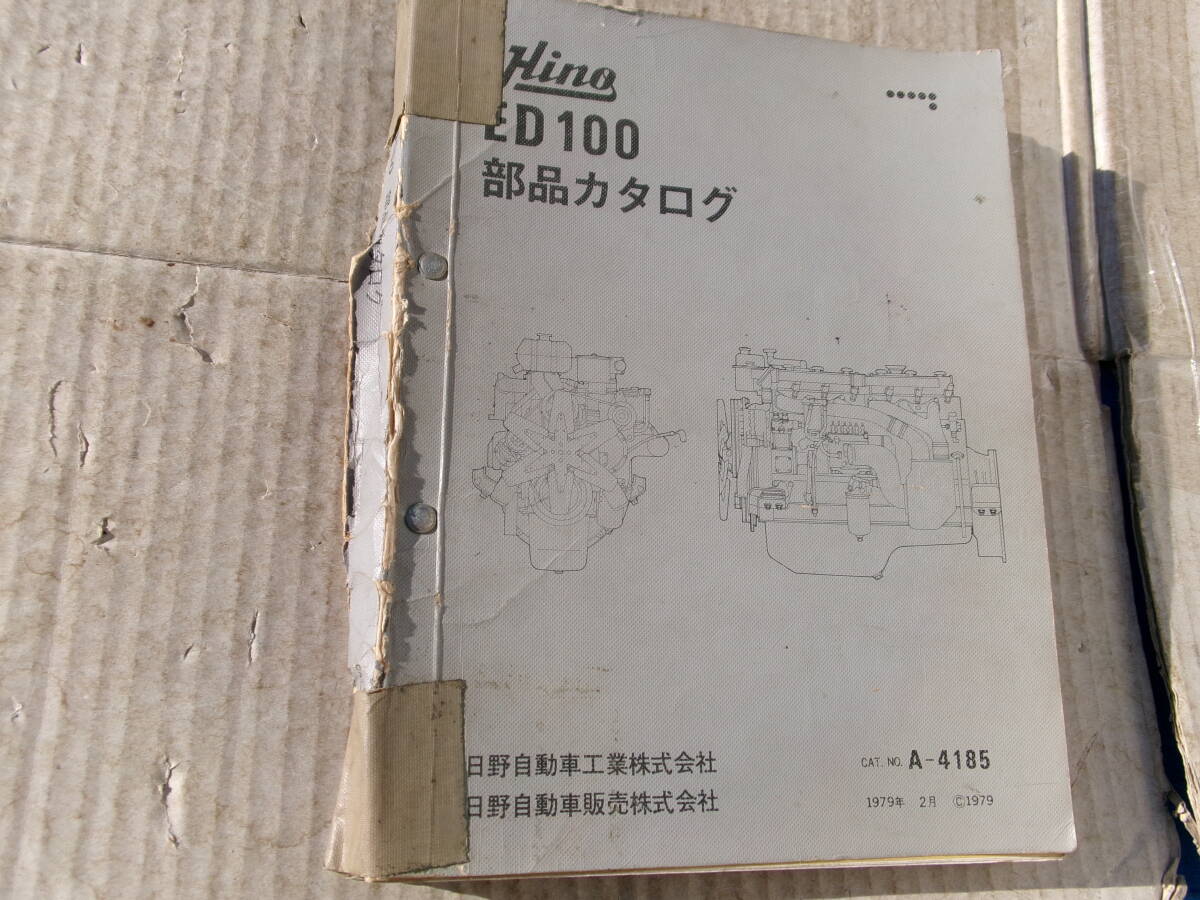 Hino
ED100
部品カタログ
日野自動車工業株式会社
日野自動車販売株式会社
CAT. NO. A-4185
1979年 2月 ©1979